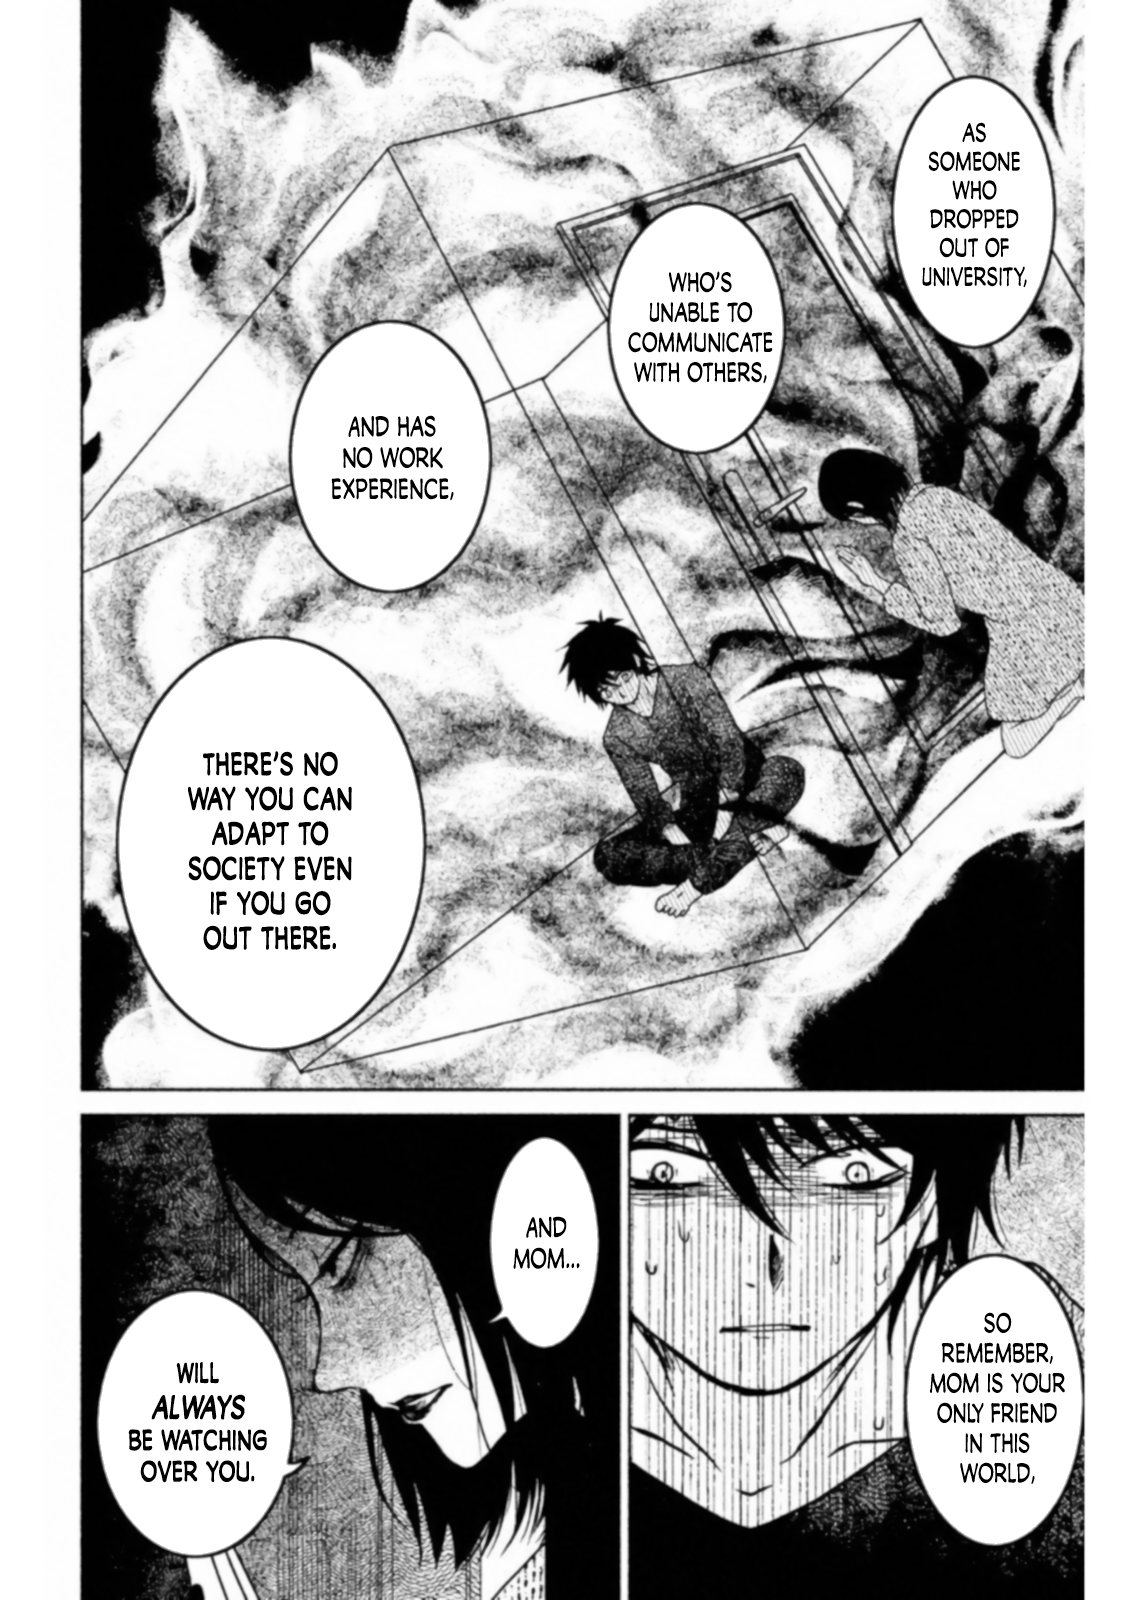 AS
SOMEONE
WHO
DROPPED
OUT OF
UNIVERSITY,
WHO'S
UNABLE TO
COMMUNICATE
WITH OTHERS,
AND HAS
NO WORK
EXPERIENCE,
THERE'S NO
WAY YOU CAN
ADAPT TO
SOCIETY EVEN
IF YOU GO
OUT THERE.
SO
REMEMBER,
MOM IS YOUR
ONLY FRIEND
IN THIS
WORLD,
AND
MOM...
WILL
ALWAYS
BE WATCHING
OVER YOU.